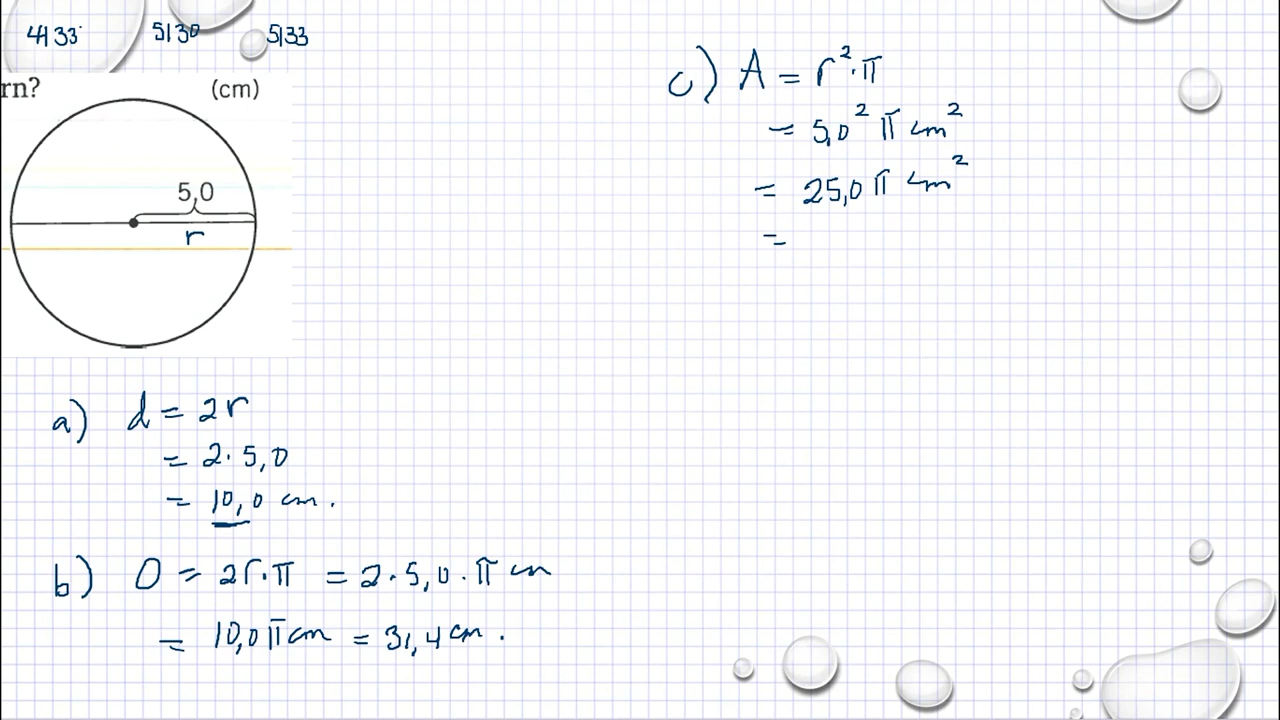 4133 5130 5133
rn? (cm)
5,0
r
a) d = 2r
= 2·5,0
= 10,0 cm.
b) O = 2r·π = 2·5,0·π cm
= 10,0π cm = 31,4 cm.
c) A = r²·π
= 5,0² π cm²
= 25,0 π cm²
=